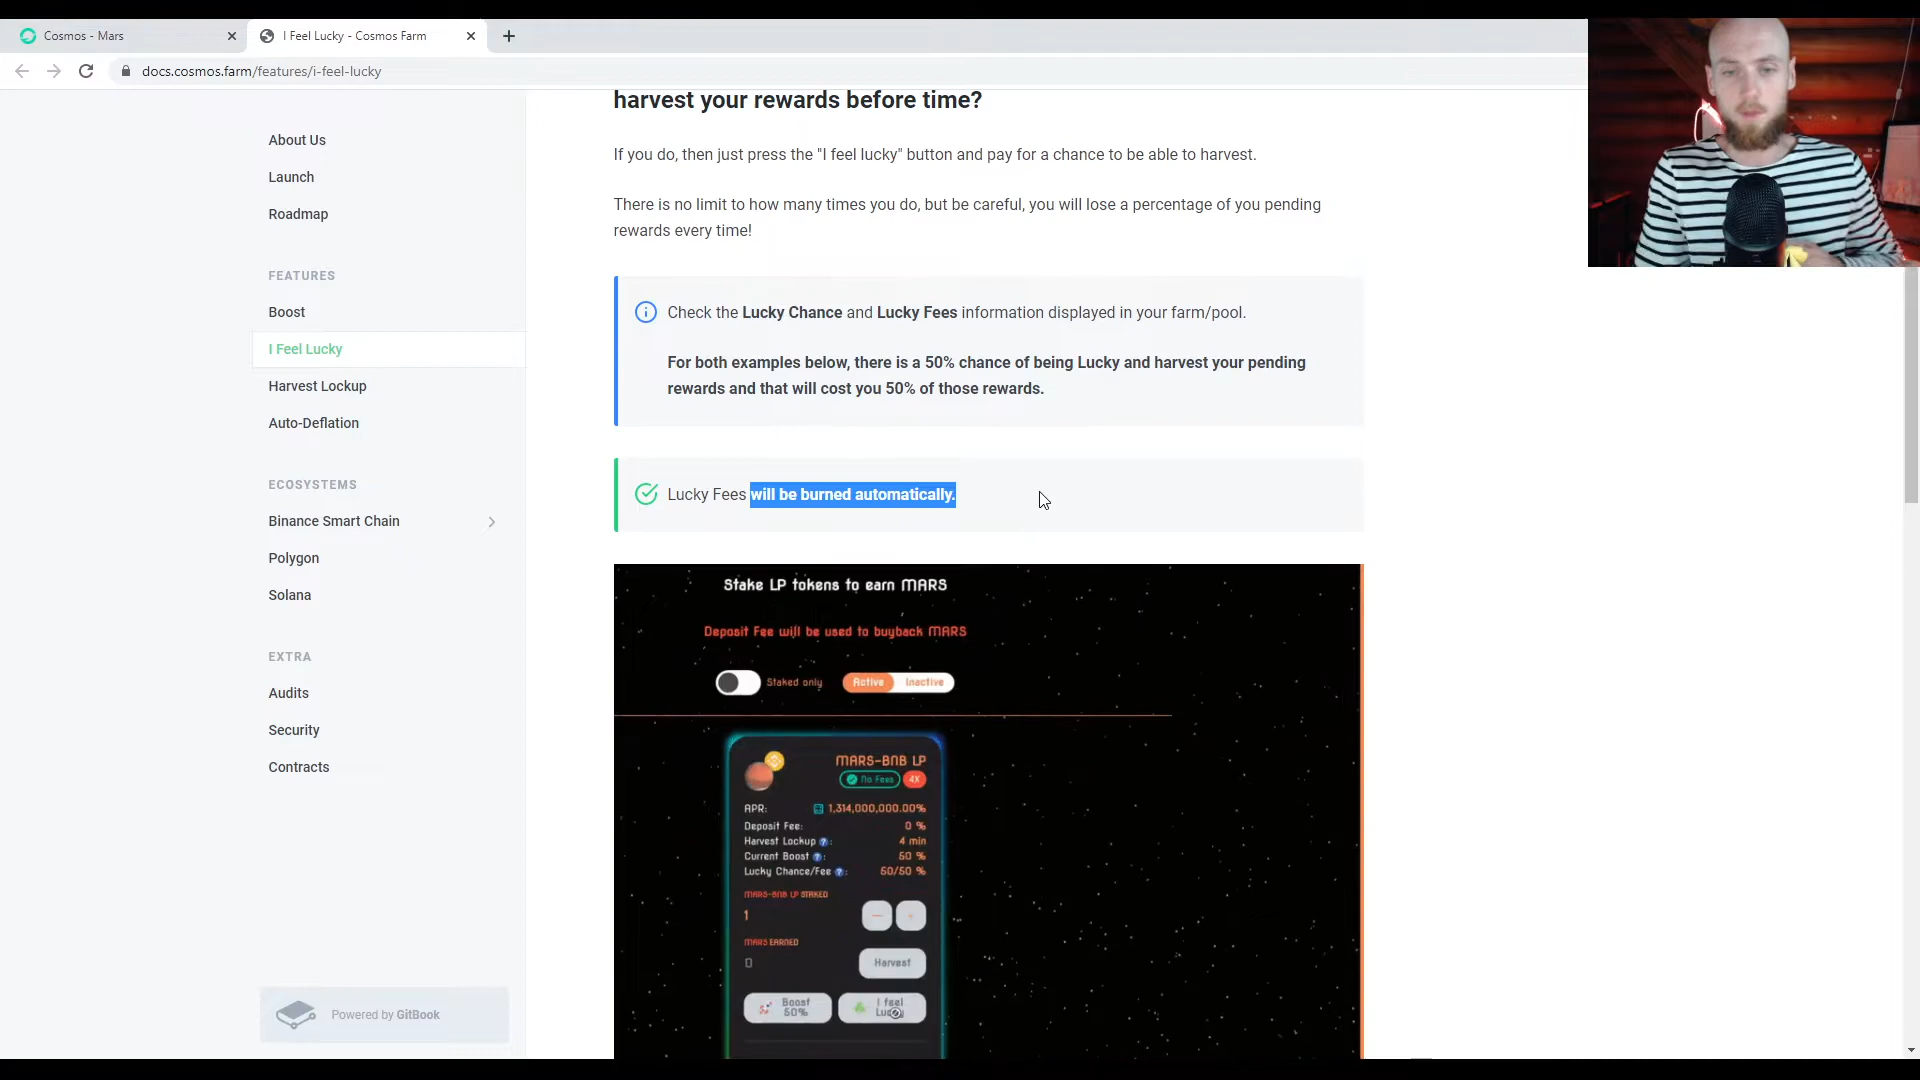 Cosmos - Mars
I Feel Lucky - Cosmos Farm
docs.cosmos.farm/features/i-feel-lucky
About Us
Launch
Roadmap
FEATURES
Boost
I Feel Lucky
Harvest Lockup
Auto-Deflation
ECOSYSTEMS
Binance Smart Chain
Polygon
Solana
EXTRA
Audits
Security
Contracts
Powered by GitBook
harvest your rewards before time?
If you do, then just press the "I feel lucky" button and pay for a chance to be able to harvest.
There is no limit to how many times you do, but be careful, you will lose a percentage of you pending
rewards every time!
Check the Lucky Chance and Lucky Fees information displayed in your farm/pool.
For both examples below, there is a 50% chance of being Lucky and harvest your pending
rewards and that will cost you 50% of those rewards.
Lucky Fees will be burned automatically.
Stake LP tokens to earn MARS
Deposit Fee will be used to buyback MARS
Staked only
Active Inactive
MARS-BNB LP
No Fees 4X
APR: 1,314,000,000.00%
Deposit Fee: 0 %
Harvest Lockup ? : 4 min
Current Boost ? : 50 %
Lucky Chance/Fee ? : 50/50 %
MARS-BNB LP STAKED
1
MARS EARNED
0
Harvest
Boost
50%
I feel
Lucky